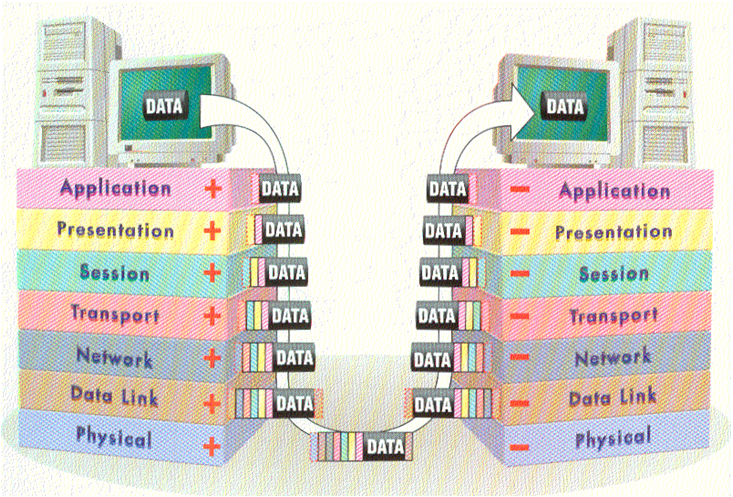 DATA DATA
Application + DATA DATA - Application
Presentation + DATA DATA - Presentation
Session + DATA DATA - Session
Transport + DATA DATA - Transport
Network + DATA DATA - Network
Data Link + DATA DATA - Data Link
Physical + DATA - Physical